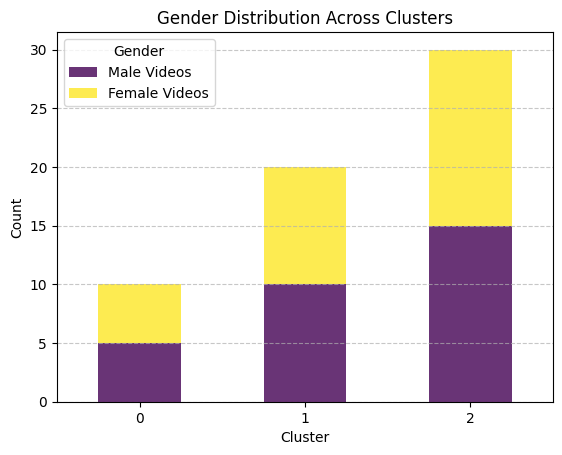 Gender Distribution Across Clusters
Gender
Male Videos
Female Videos
30
25
20
15
10
5
0
Count
0 1 2
Cluster